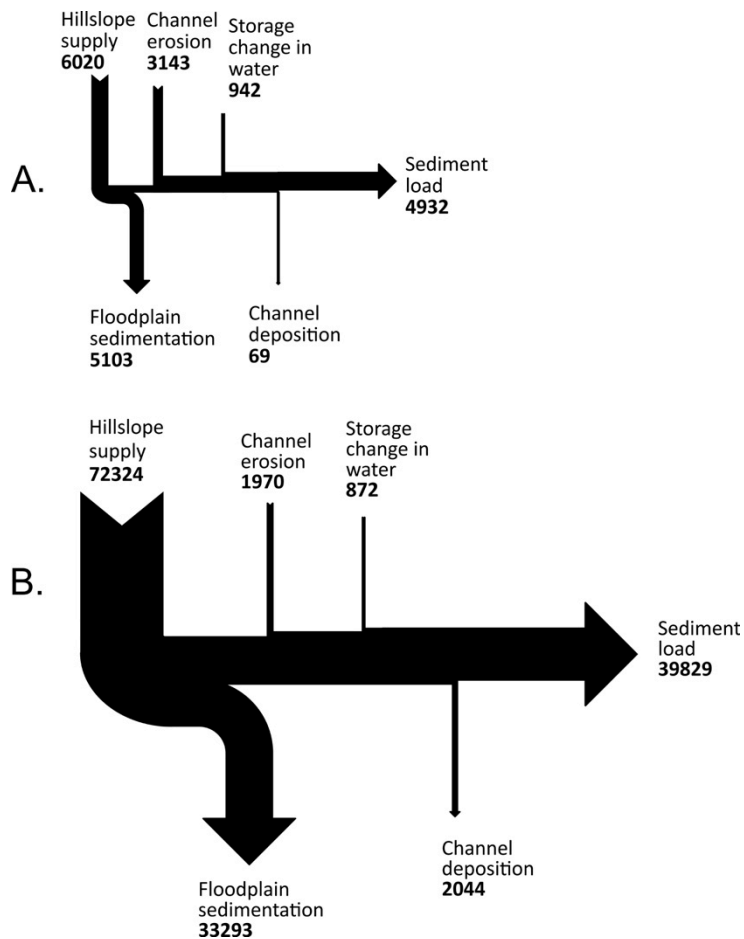 Hillslope
supply
6020
Channel
erosion
3143
Storage
change in
water
942
A.
Sediment
load
4932
Floodplain
sedimentation
5103
Channel
deposition
69
Hillslope
supply
72324
Channel
erosion
1970
Storage
change in
water
872
B.
Sediment
load
39829
Channel
deposition
2044
Floodplain
sedimentation
33293